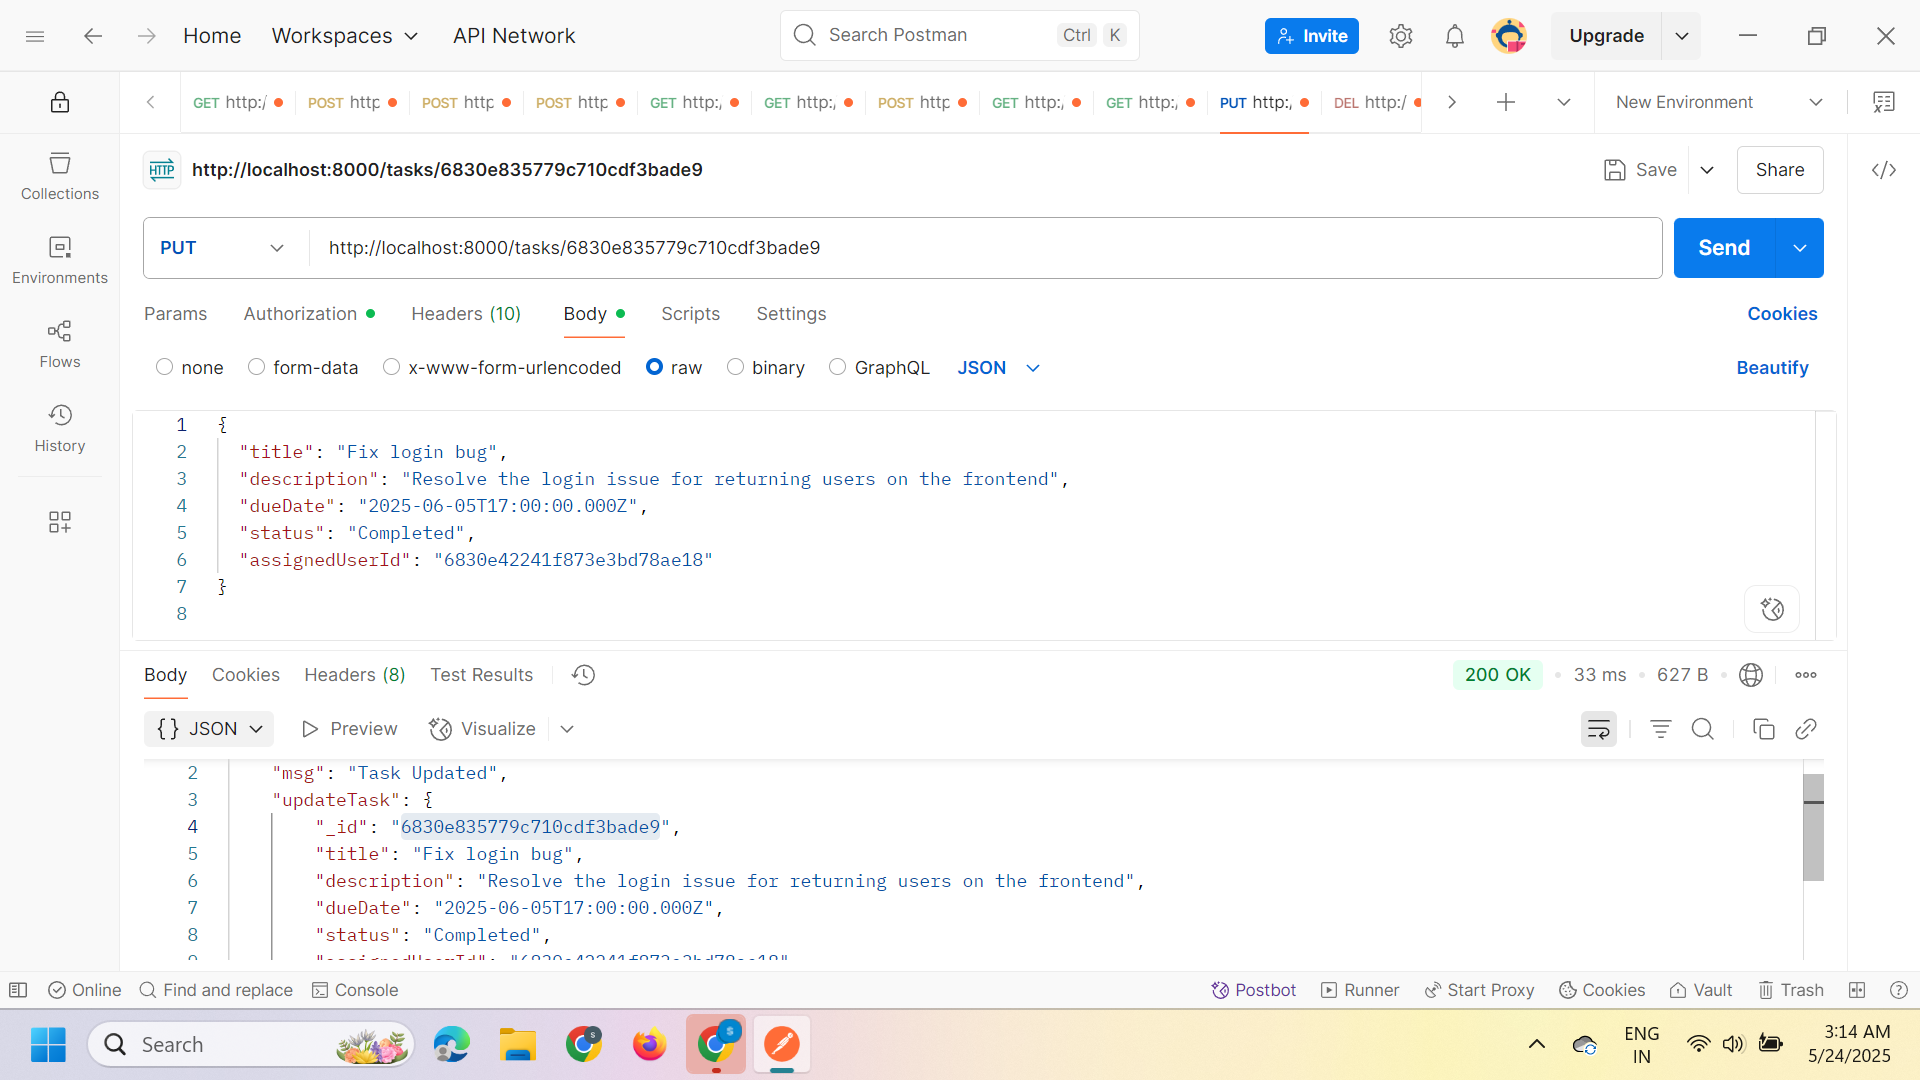 Home Workspaces API Network Search Postman Ctrl K Invite Upgrade
GET http:/ POST http POST http POST http GET http:/ GET http:/ POST http GET http:/ GET http:/ PUT http:/ DEL http:/ New Environment
Collections
Environments
Flows
History
HTTP http://localhost:8000/tasks/6830e835779c710cdf3bade9 Save Share
PUT http://localhost:8000/tasks/6830e835779c710cdf3bade9 Send
Params Authorization Headers (10) Body Scripts Settings Cookies
none form-data x-www-form-urlencoded raw binary GraphQL JSON Beautify
1 {
2 "title": "Fix login bug",
3 "description": "Resolve the login issue for returning users on the frontend",
4 "dueDate": "2025-06-05T17:00:00.000Z",
5 "status": "Completed",
6 "assignedUserId": "6830e42241f873e3bd78ae18"
7 }
8
Body Cookies Headers (8) Test Results 200 OK 33 ms 627 B
{} JSON Preview Visualize
2 "msg": "Task Updated",
3 "updateTask": {
4 "_id": "6830e835779c710cdf3bade9",
5 "title": "Fix login bug",
6 "description": "Resolve the login issue for returning users on the frontend",
7 "dueDate": "2025-06-05T17:00:00.000Z",
8 "status": "Completed",
9 "assignedUserId": "6830e42241f873e3bd78ae18"
Online Find and replace Console Postbot Runner Start Proxy Cookies Vault Trash
Search ENG IN 3:14 AM
5/24/2025